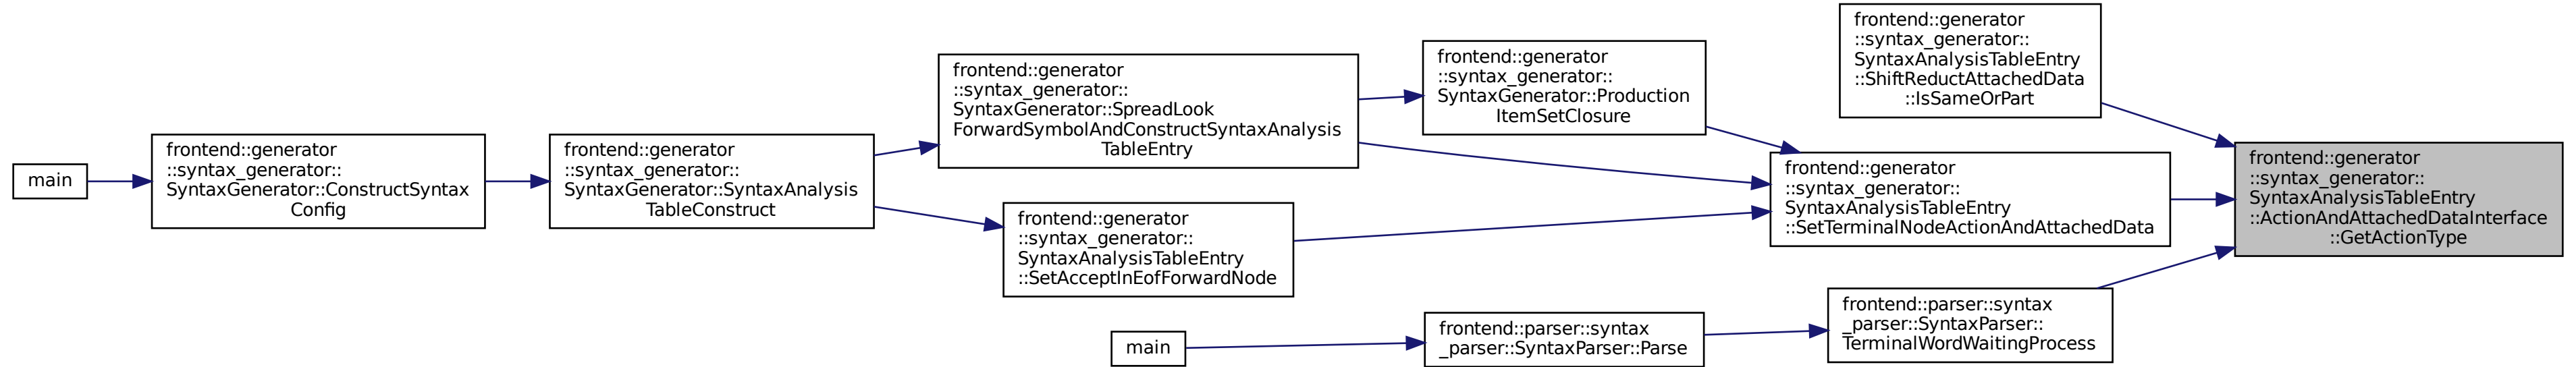 main
frontend::generator
::syntax_generator::
SyntaxGenerator::ConstructSyntax
Config
frontend::generator
::syntax_generator::
SyntaxGenerator::SyntaxAnalysis
TableConstruct
frontend::generator
::syntax_generator::
SyntaxGenerator::SpreadLook
ForwardSymbolAndConstructSyntaxAnalysis
TableEntry
frontend::generator
::syntax_generator::
SyntaxAnalysisTableEntry
::SetAcceptInEofForwardNode
main
frontend::generator
::syntax_generator::
SyntaxGenerator::Production
ItemSetClosure
frontend::parser::syntax
_parser::SyntaxParser::Parse
frontend::generator
::syntax_generator::
SyntaxAnalysisTableEntry
::ShiftReductAttachedData
::IsSameOrPart
frontend::generator
::syntax_generator::
SyntaxAnalysisTableEntry
::SetTerminalNodeActionAndAttachedData
frontend::parser::syntax
_parser::SyntaxParser::
TerminalWordWaitingProcess
frontend::generator
::syntax_generator::
SyntaxAnalysisTableEntry
::ActionAndAttachedDataInterface
::GetActionType